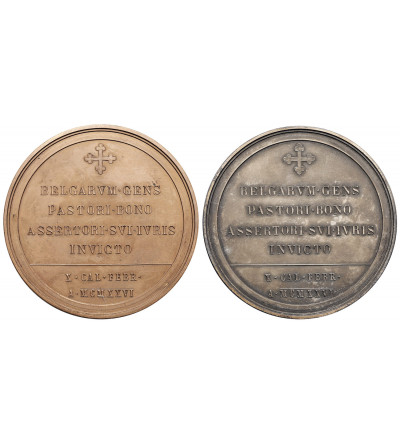 BELGARVM·GENS
PASTORI·BONO
ASSERTORI·SVI·IVRIS
INVICTO
X·CAL·FEBR·
A·MCMXXVI·
BELGARVM·GENS
PASTORI·BONO
ASSERTORI·SVI·IVRIS
INVICTO
X·CAL·FEBR·
A·MCMXXVI·